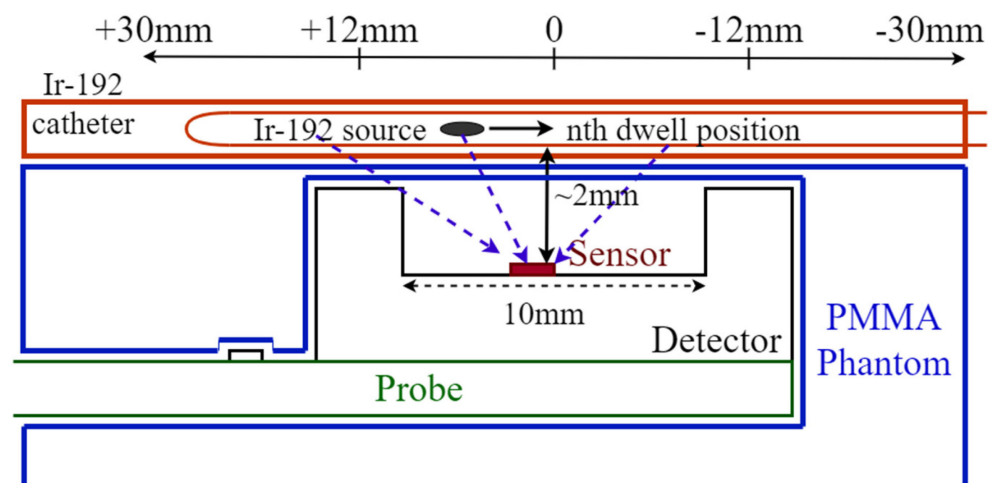 +30mm +12mm 0 -12mm -30mm
Ir-192
catheter
Ir-192 source nth dwell position
~2mm
Sensor
10mm
Detector
PMMA
Phantom
Probe